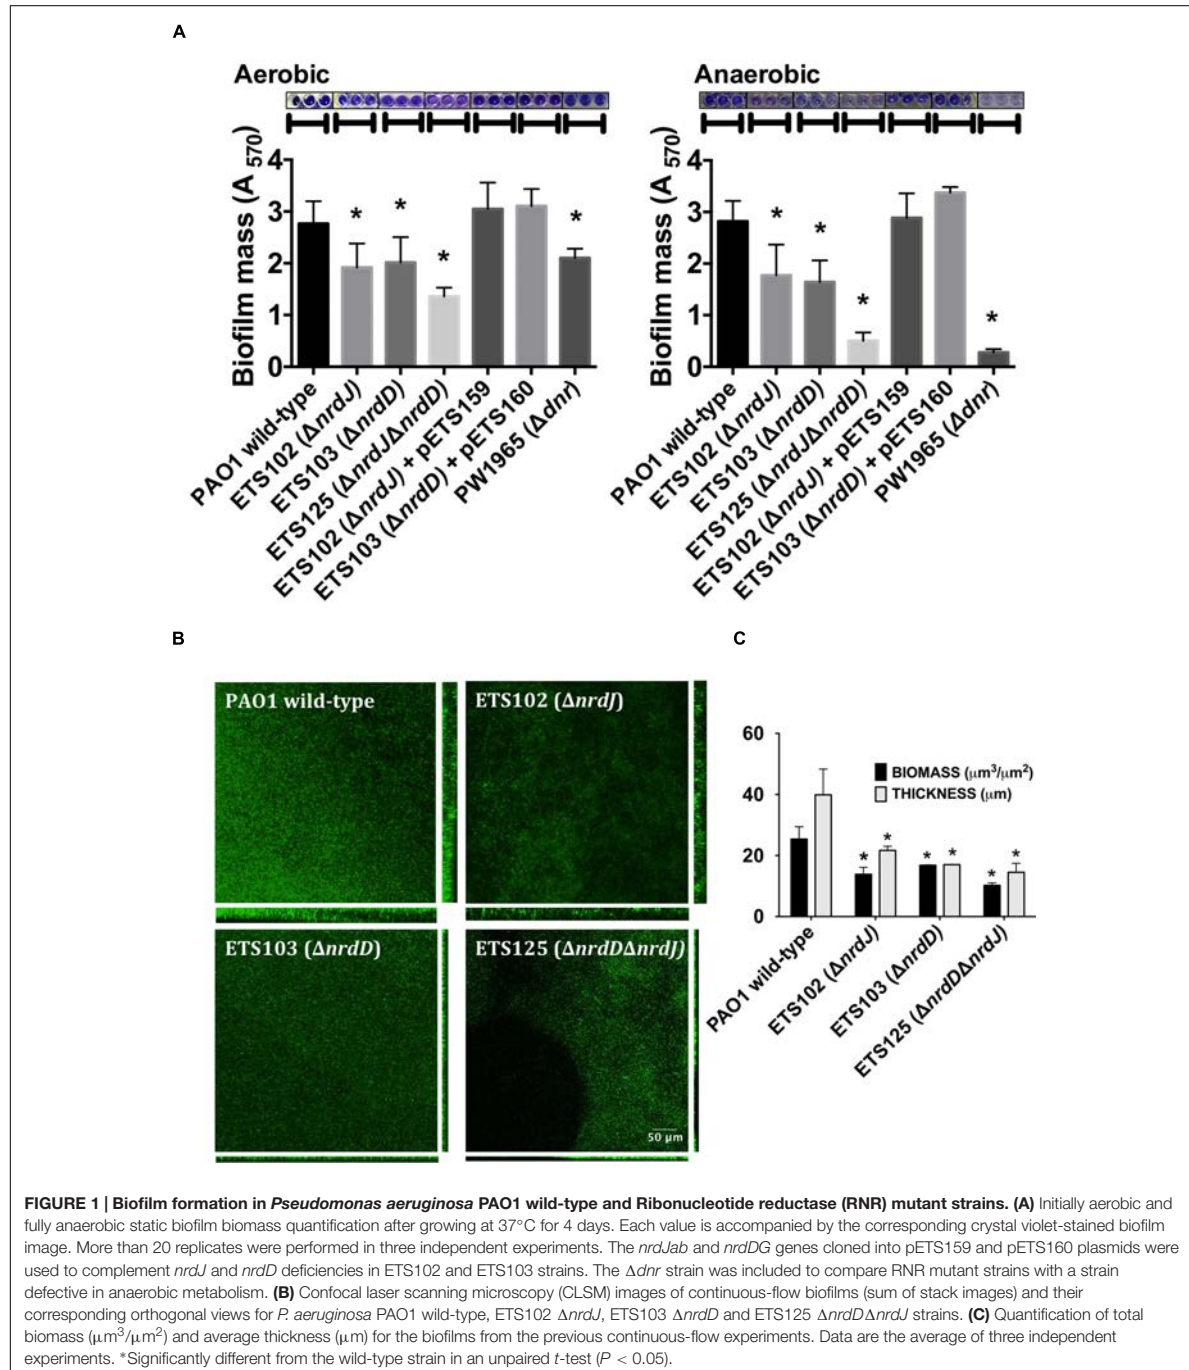 A
Aerobic
Biofilm mass (A 570)
4
3
2
1
0
*
*
*
*
PAO1 wild-type
ETS102 (ΔnrdJ)
ETS103 (ΔnrdD)
ETS125 (ΔnrdJΔnrdD)
ETS102 (ΔnrdJ) + pETS159
ETS103 (ΔnrdD) + pETS160
PW1965 (Δdnr)
Anaerobic
Biofilm mass (A 570)
4
3
2
1
0
*
*
*
*
PAO1 wild-type
ETS102 (ΔnrdJ)
ETS103 (ΔnrdD)
ETS125 (ΔnrdJΔnrdD)
ETS102 (ΔnrdJ) + pETS159
ETS103 (ΔnrdD) + pETS160
PW1965 (Δdnr)
B
PAO1 wild-type
ETS102 (ΔnrdJ)
ETS103 (ΔnrdD)
ETS125 (ΔnrdDΔnrdJ)
50 μm
C
60
40
20
0
BIOMASS (μm³/μm²)
THICKNESS (μm)
*
*
*
*
*
*
PAO1 wild-type
ETS102 (ΔnrdJ)
ETS103 (ΔnrdD)
ETS125 (ΔnrdDΔnrdJ)
FIGURE 1 | Biofilm formation in Pseudomonas aeruginosa PAO1 wild-type and Ribonucleotide reductase (RNR) mutant strains. (A) Initially aerobic and
fully anaerobic static biofilm biomass quantification after growing at 37°C for 4 days. Each value is accompanied by the corresponding crystal violet-stained biofilm
image. More than 20 replicates were performed in three independent experiments. The nrdJab and nrdDG genes cloned into pETS159 and pETS160 plasmids were
used to complement nrdJ and nrdD deficiencies in ETS102 and ETS103 strains. The Δdnr strain was included to compare RNR mutant strains with a strain
defective in anaerobic metabolism. (B) Confocal laser scanning microscopy (CLSM) images of continuous-flow biofilms (sum of stack images) and their
corresponding orthogonal views for P. aeruginosa PAO1 wild-type, ETS102 ΔnrdJ, ETS103 ΔnrdD and ETS125 ΔnrdDΔnrdJ strains. (C) Quantification of total
biomass (μm³/μm²) and average thickness (μm) for the biofilms from the previous continuous-flow experiments. Data are the average of three independent
experiments. *Significantly different from the wild-type strain in an unpaired t-test (P < 0.05).